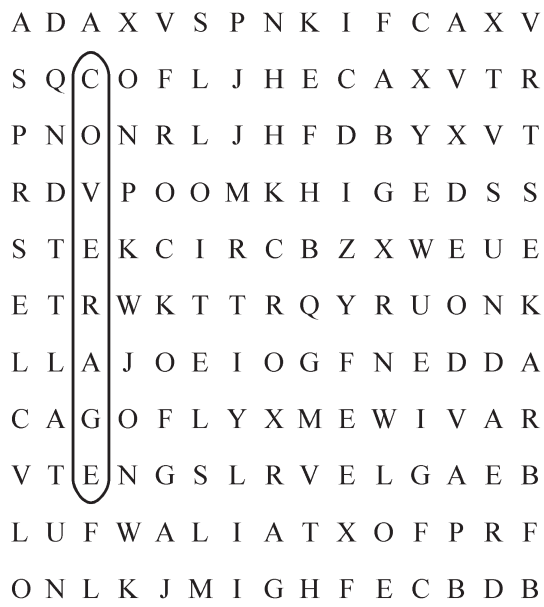 A D A X V S P N K I F C A X V
S Q C O F L J H E C A X V T R
P N O N R L J H F D B Y X V T
R D V P O O M K H I G E D S S
S T E K C I R C B Z X W E U E
E T R W K T T R Q Y R U O N K
L L A J O E I O G F N E D D A
C A G O F L Y X M E W I V A R
V T E N G S L R V E L G A E B
L U F W A L I A T X O F P R F
O N L K J M I G H F E C B D B